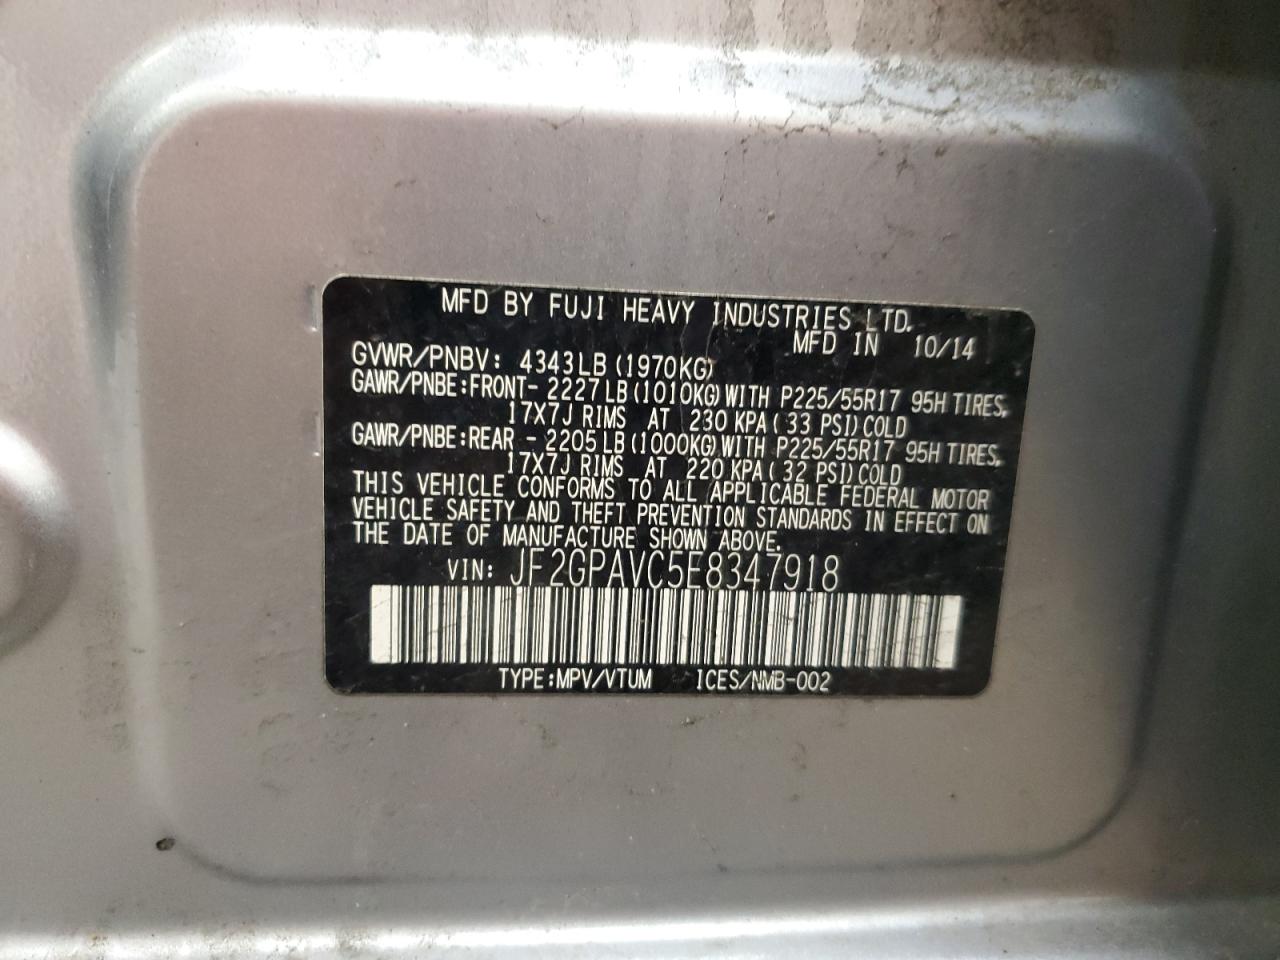 MFD BY FUJI HEAVY INDUSTRIES LTD.
MFD IN 10/14
GVWR/PNBV: 4343LB (1970KG)
GAWR/PNBE:FRONT- 2227LB (1010KG) WITH P225/55R17 95H TIRES,
17X7J RIMS AT 230 KPA (33 PSI) COLD
GAWR/PNBE:REAR - 2205LB (1000KG) WITH P225/55R17 95H TIRES,
17X7J RIMS AT 220 KPA (32 PSI) COLD
THIS VEHICLE CONFORMS TO ALL APPLICABLE FEDERAL MOTOR
VEHICLE SAFETY AND THEFT PREVENTION STANDARDS IN EFFECT ON
THE DATE OF MANUFACTURE SHOWN ABOVE.
VIN: JF2GPAVC5E8347918
TYPE:MPV/VTUM ICES/NMB-002